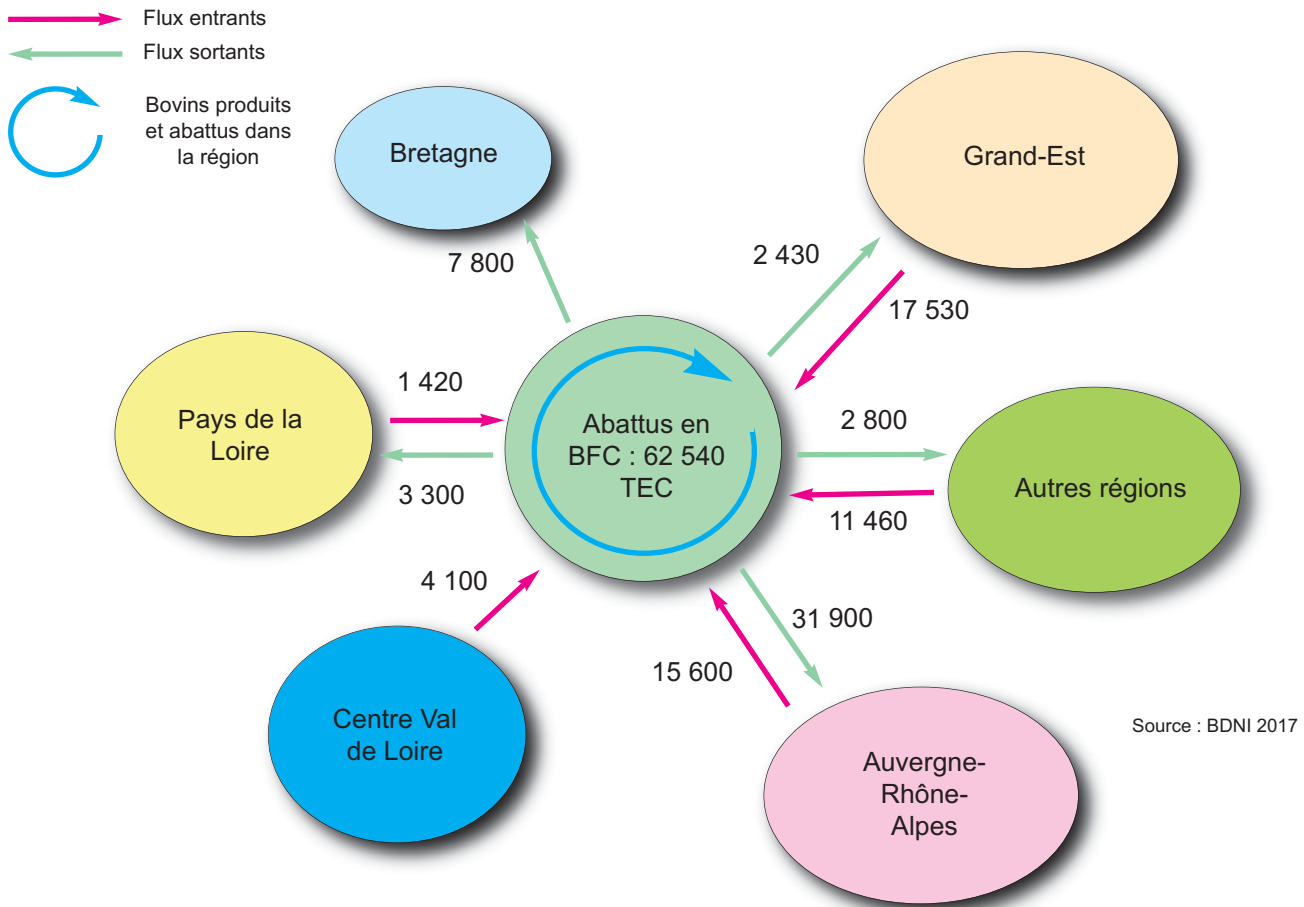 Flux entrants
Flux sortants
Bovins produits
et abattus dans
la région
Bretagne
Grand-Est
7 800
2 430
17 530
Pays de la
Loire
1 420
3 300
Abattus en
BFC : 62 540
TEC
2 800
11 460
Autres régions
4 100
31 900
15 600
Centre Val
de Loire
Auvergne-
Rhône-
Alpes
Source : BDNI 2017